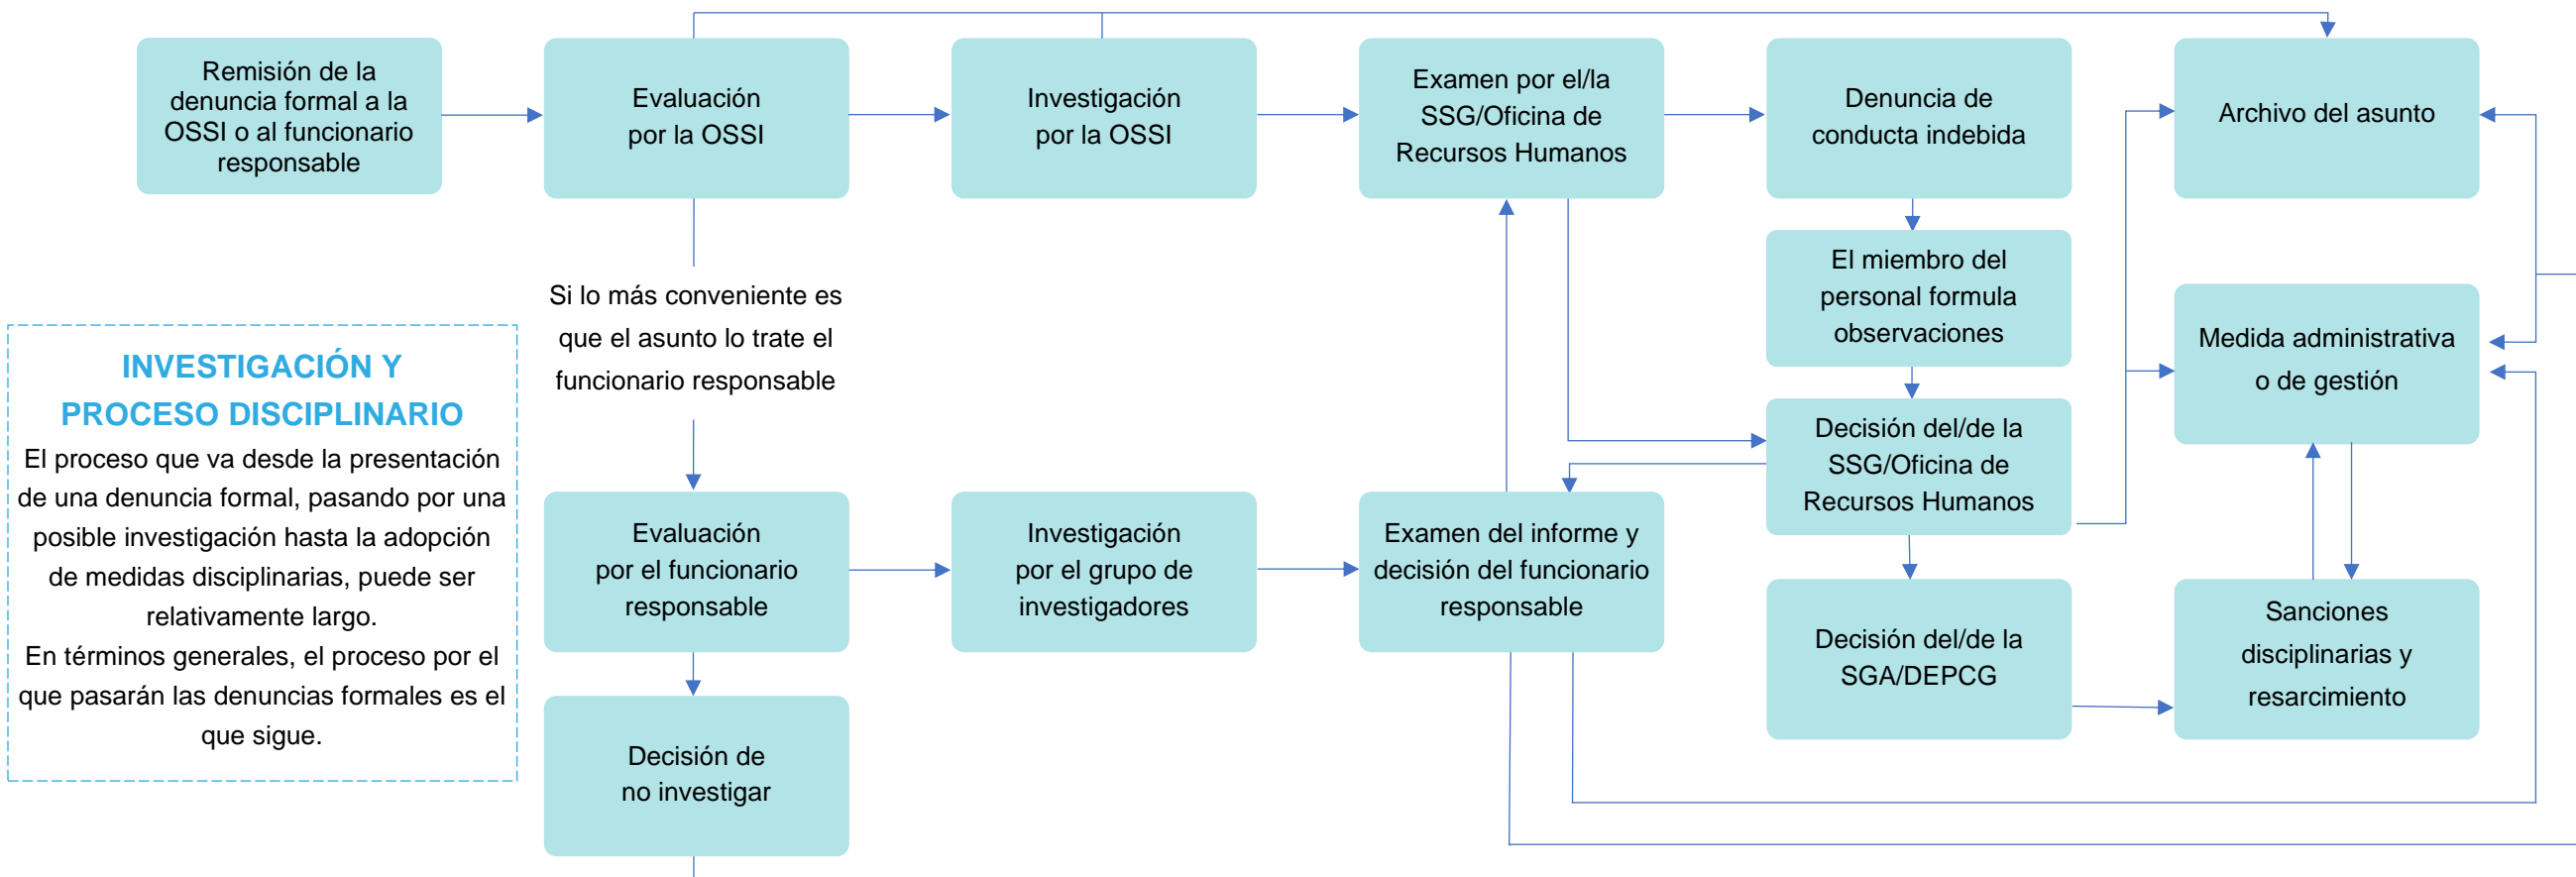 Remisión de la
denuncia formal a la
OSSI o al funcionario
responsable
Evaluación
por la OSSI
Investigación
por la OSSI
Examen por el/la
SSG/Oficina de
Recursos Humanos
Denuncia de
conducta indebida
Archivo del asunto
El miembro del
personal formula
observaciones
Si lo más conveniente es
que el asunto lo trate el
funcionario responsable
Medida administrativa
o de gestión
INVESTIGACIÓN Y
PROCESO DISCIPLINARIO
El proceso que va desde la presentación
de una denuncia formal, pasando por una
posible investigación hasta la adopción
de medidas disciplinarias, puede ser
relativamente largo.
En términos generales, el proceso por el
que pasarán las denuncias formales es el
que sigue.
Decisión del/de la
SSG/Oficina de
Recursos Humanos
Evaluación
por el funcionario
responsable
Investigación
por el grupo de
investigadores
Examen del informe y
decisión del funcionario
responsable
Decisión del/de la
SGA/DEPCG
Sanciones
disciplinarias y
resarcimiento
Decisión de
no investigar